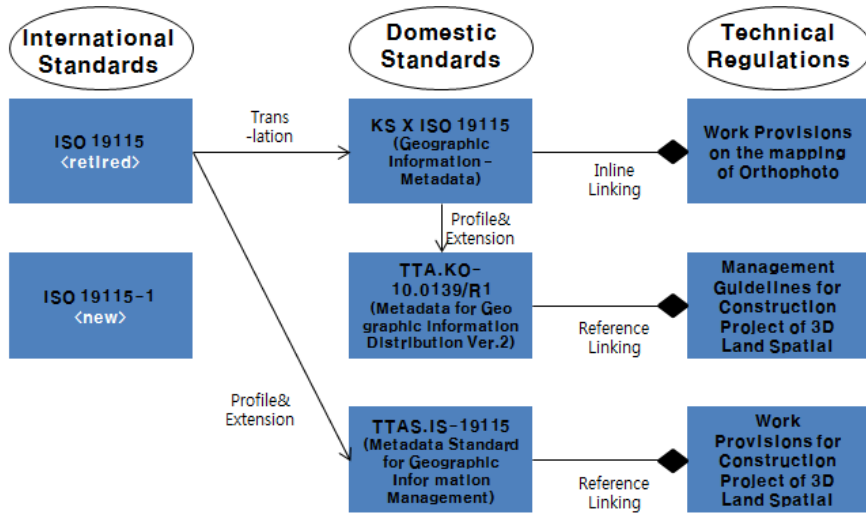 International
Standards
Domestic
Standards
Technical
Regulations
ISO 19115
<retired>
Trans
-lation
KS X ISO 19115
(Geographic
Information –
Metadata)
Inline
Linking
Work Provisions
on the mapping
of Orthophoto
Profile&
Extension
ISO 19115-1
<new>
TTA.KO-
10.0139/R1
(Metadata for Geo
graphic Information
Distribution Ver.2)
Reference
Linking
Management
Guidelines for
Construction
Project of 3D
Land Spatial
Profile&
Extension
TTAS.IS-19115
(Metadata Standard
for Geographic
Infor mation
Management)
Reference
Linking
Work
Provisions for
Construction
Project of 3D
Land Spatial